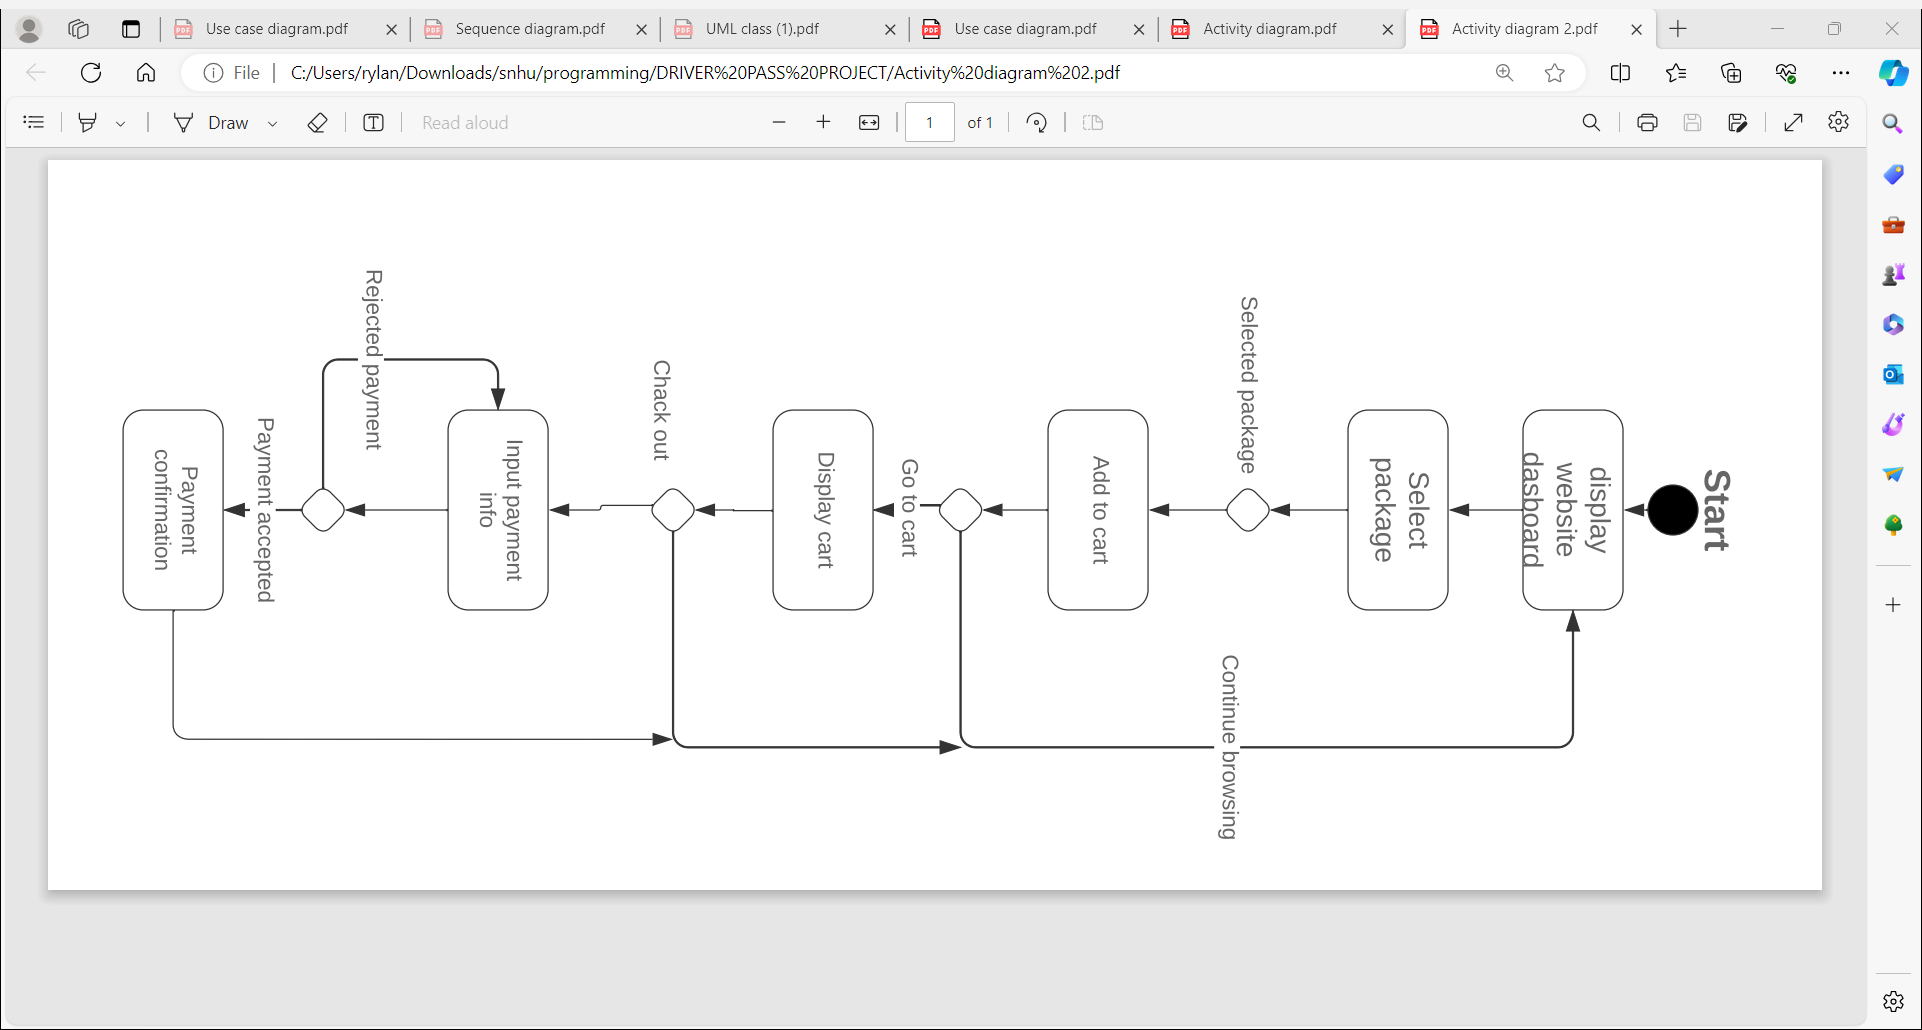 Use case diagram.pdf
Sequence diagram.pdf
UML class (1).pdf
Use case diagram.pdf
Activity diagram.pdf
Activity diagram 2.pdf
File
C:/Users/rylan/Downloads/snhu/programming/DRIVER%20PASS%20PROJECT/Activity%20diagram%202.pdf
Draw
Read aloud
1
of 1
Start
display
website
dasboard
Select
package
Selected package
Add to cart
Continue browsing
Go to cart
Display cart
Chack out
Input payment
info
Rejected payment
Payment accepted
Payment
confirmation